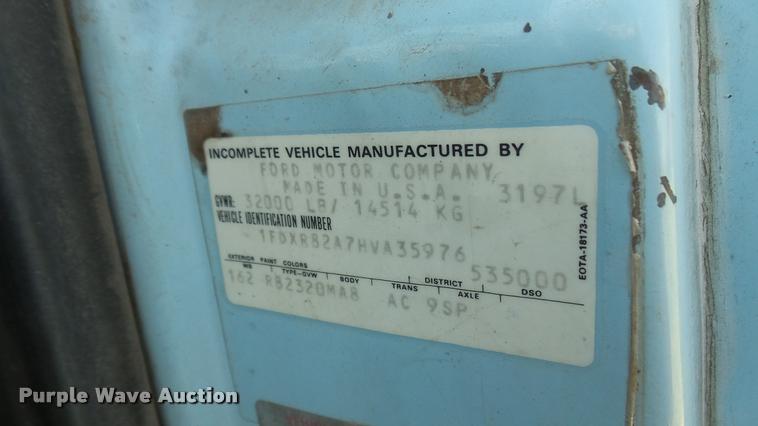 INCOMPLETE VEHICLE MANUFACTURED BY
FORD MOTOR COMPANY
MADE IN U.S.A. 3197L
GVWR: 32000 LB/ 14514 KG
VEHICLE IDENTIFICATION NUMBER
1FDXR82A7HVA35976
EXTERIOR PAINT COLORS 535000
WB TYPE-GVW BODY TRANS AXLE DISTRICT DSO
162 R82320MA8 AC 9SP
EOTA-18173-AA
Purple Wave Auction